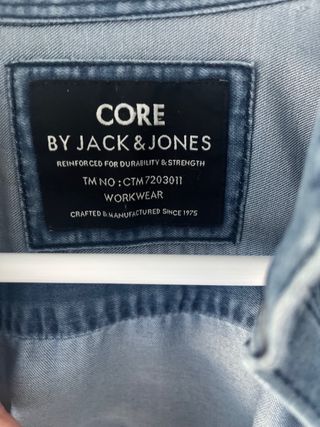 CORE
BY JACK & JONES
REINFORCED FOR DURABILITY & STRENGTH
TM NO : CTM7203011
WORKWEAR
CRAFTED & MANUFACTURED SINCE 1975